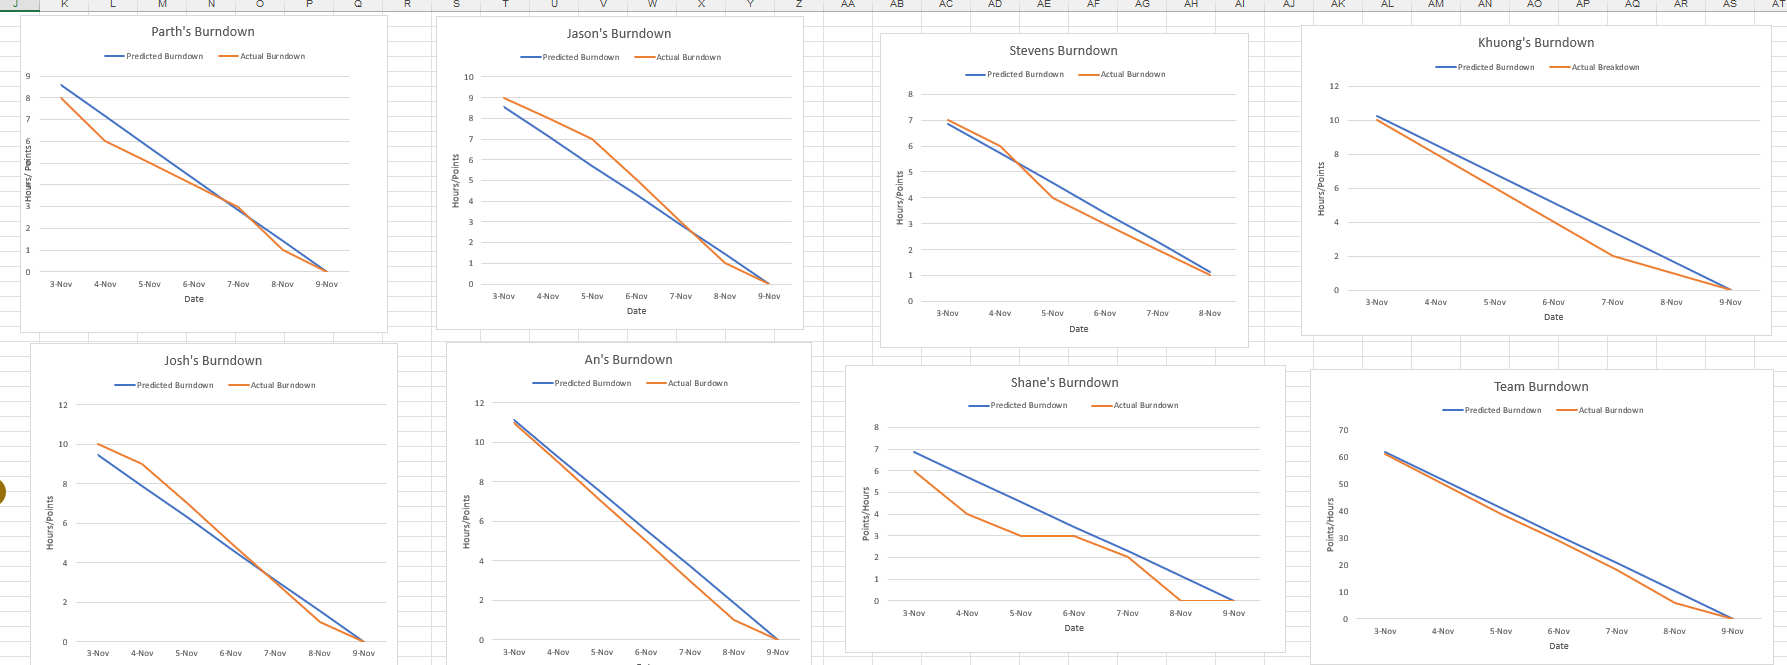 J K L M N O P Q R S T U V W X Y Z AA AB AC AD AE AF AG AH AI AJ AK AL AM AN AO AP AQ AR AS AT
Parth's Burndown
Predicted Burndown Actual Burndown
9
8
7
6
5
4
3
2
1
0
Hours/ Points
3-Nov 4-Nov 5-Nov 6-Nov 7-Nov 8-Nov 9-Nov
Date
Jason's Burndown
Predicted Burndown Actual Burndown
10
9
8
7
6
5
4
3
2
1
0
Hours/Points
3-Nov 4-Nov 5-Nov 6-Nov 7-Nov 8-Nov 9-Nov
Date
Stevens Burndown
Predicted Burndown Actual Burndown
8
7
6
5
4
3
2
1
0
Hours/Points
3-Nov 4-Nov 5-Nov 6-Nov 7-Nov 8-Nov
Date
Khuong's Burndown
Predicted Burndown Actual Breakdown
12
10
8
6
4
2
0
Hours/Points
3-Nov 4-Nov 5-Nov 6-Nov 7-Nov 8-Nov 9-Nov
Date
Josh's Burndown
Predicted Burndown Actual Burndown
12
10
8
6
4
2
0
Hours/Points
3-Nov 4-Nov 5-Nov 6-Nov 7-Nov 8-Nov 9-Nov
An's Burndown
Predicted Burndown Actual Burdown
12
10
8
6
4
2
0
Hours/Points
3-Nov 4-Nov 5-Nov 6-Nov 7-Nov 8-Nov 9-Nov
Shane's Burndown
Predicted Burndown Actual Burndown
8
7
6
5
4
3
2
1
0
Points/Hours
3-Nov 4-Nov 5-Nov 6-Nov 7-Nov 8-Nov 9-Nov
Date
Team Burndown
Predicted Burndown Actual Burndown
70
60
50
40
30
20
10
0
Points/Hours
3-Nov 4-Nov 5-Nov 6-Nov 7-Nov 8-Nov 9-Nov
Date